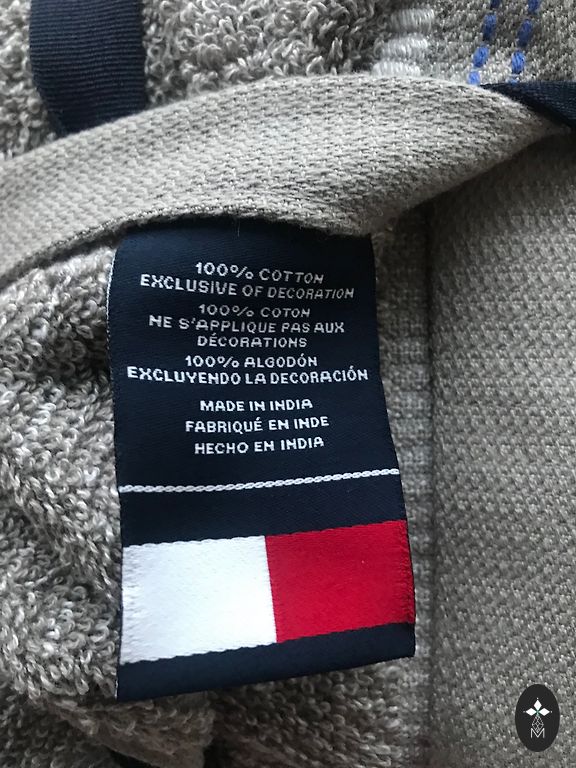 100% COTTON
EXCLUSIVE OF DECORATION
100% COTON
NE S'APPLIQUE PAS AUX
DÉCORATIONS
100% ALGODÓN
EXCLUYENDO LA DECORACIÓN
MADE IN INDIA
FABRIQUÉ EN INDE
HECHO EN INDIA
M